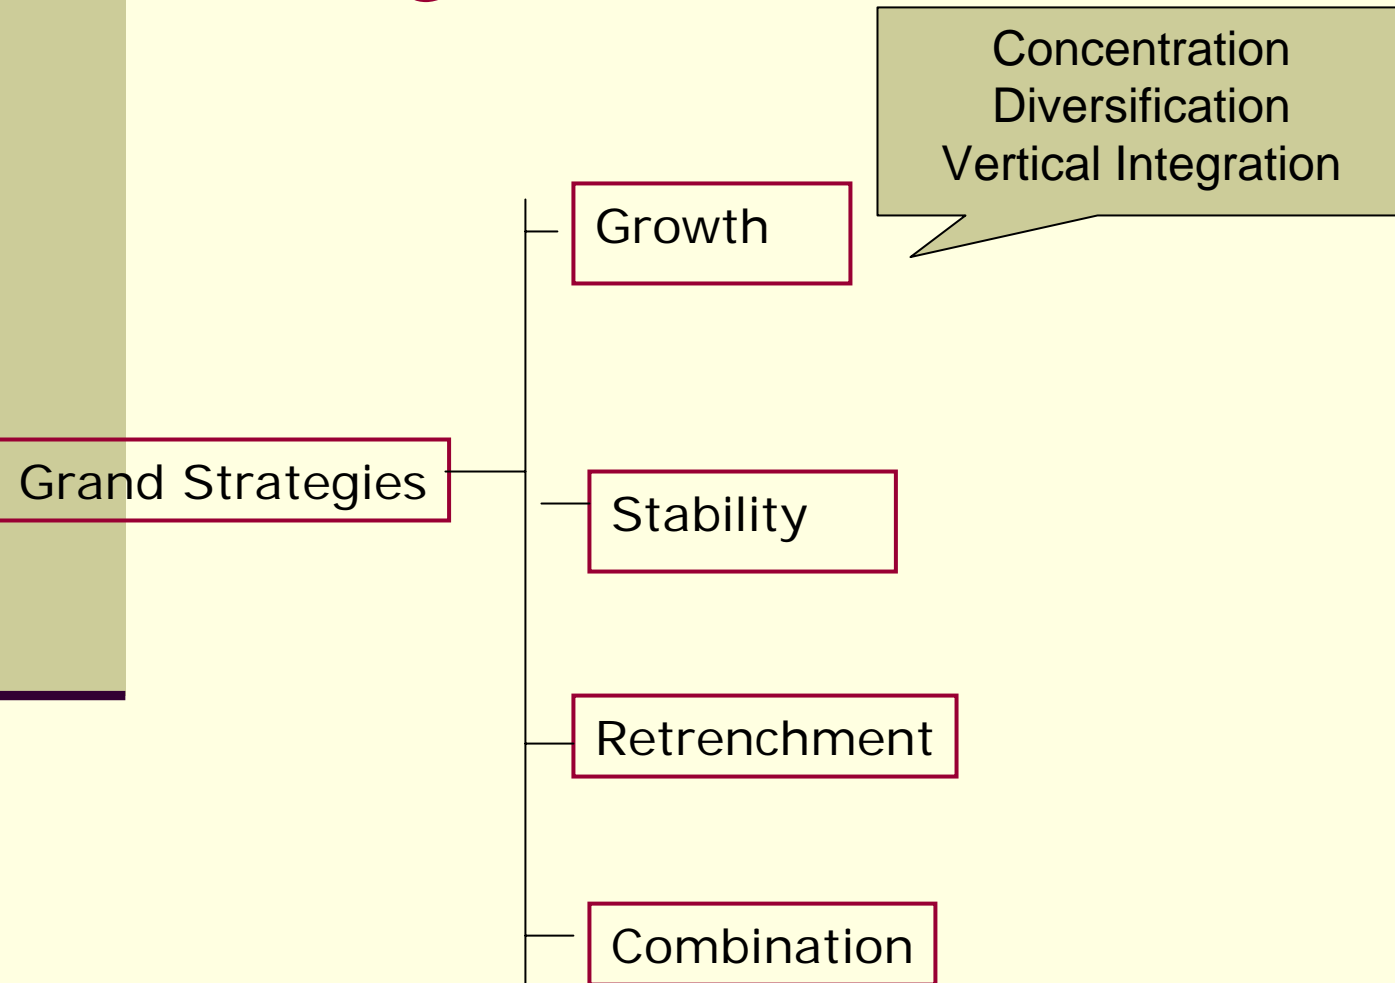 Concentration
Diversification
Vertical Integration
Growth
Grand Strategies
Stability
Retrenchment
Combination